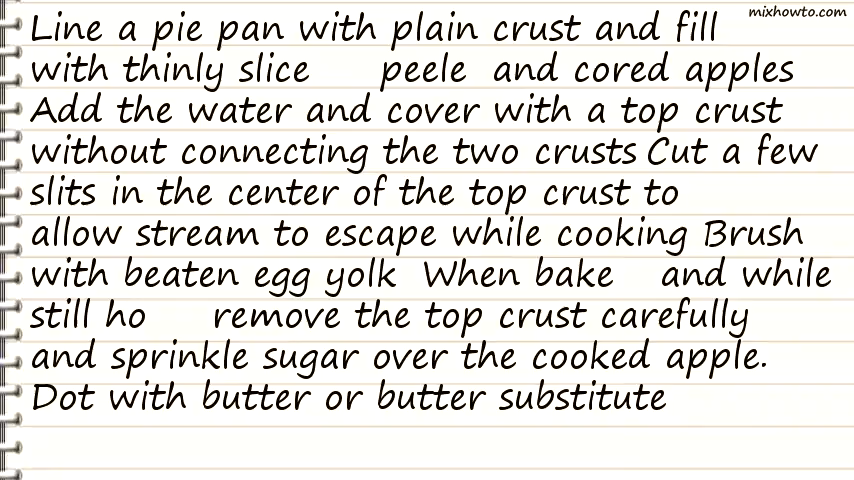 mixhowto.com
Line a pie pan with plain crust and fill
with thinly slice peele and cored apples
Add the water and cover with a top crust
without connecting the two crusts Cut a few
slits in the center of the top crust to
allow stream to escape while cooking Brush
with beaten egg yolk When bake and while
still ho remove the top crust carefully
and sprinkle sugar over the cooked apple.
Dot with butter or butter substitute